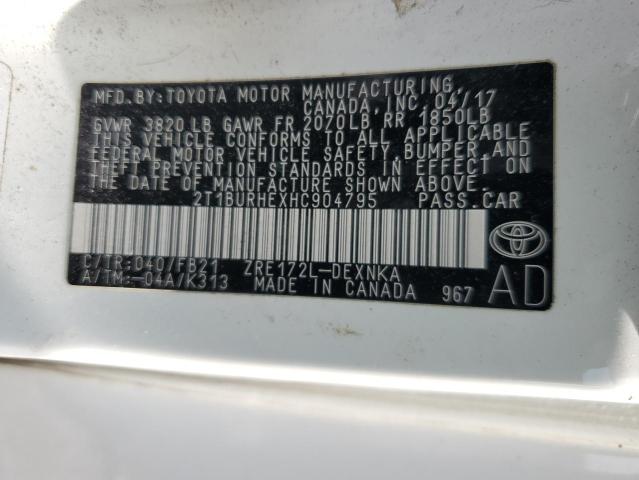 MFD.BY:TOYOTA MOTOR MANUFACTURING,
CANADA,INC. 04/17
GVWR 3820 LB GAWR FR 2070LB RR 1850LB
THIS VEHICLE CONFORMS TO ALL APPLICABLE
FEDERAL MOTOR VEHICLE SAFETY, BUMPER, AND
THEFT PREVENTION STANDARDS IN EFFECT ON
THE DATE OF MANUFACTURE SHOWN ABOVE.
2T1BURHEXHC904795 PASS.CAR
C/TR:040/FB21 ZRE172L-DEXNKA
A/TM:-04A/K313 MADE IN CANADA 967 AD